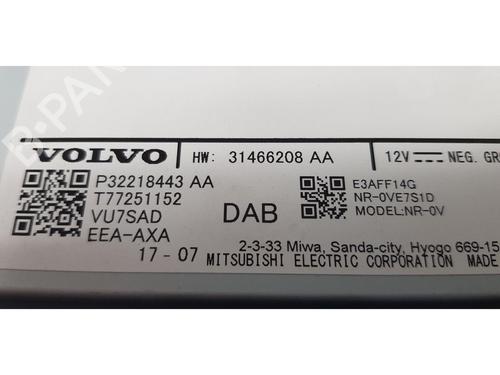 VOLVO HW: 31466208 AA 12V NEG. GR
P32218443 AA
T77251152
VU7SAD
EEA-AXA
17-07
DAB
E3AFF14G
NR-0VE7S1D
MODEL:NR-0V
2-3-33 Miwa, Sanda-city, Hyogo 669-15
MITSUBISHI ELECTRIC CORPORATION MADE
B-PARTS